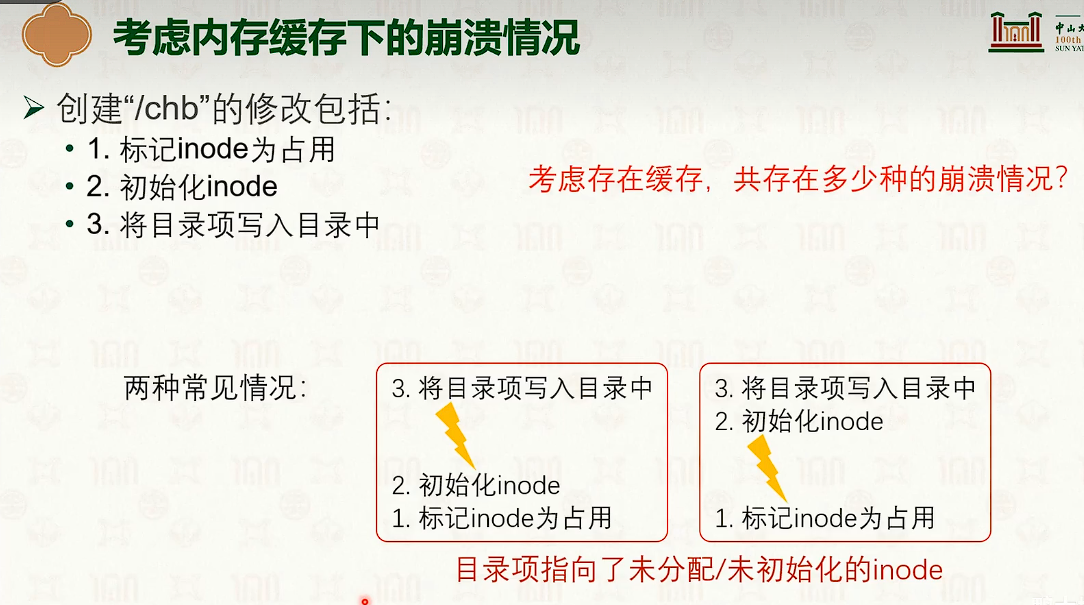 考虑内存缓存下的崩溃情况
中山大
100th
SUN YAT
创建“/chb”的修改包括：
• 1. 标记inode为占用
• 2. 初始化inode
• 3. 将目录项写入目录中
考虑存在缓存，共存在多少种的崩溃情况？
两种常见情况：
3. 将目录项写入目录中
2. 初始化inode
1. 标记inode为占用
3. 将目录项写入目录中
2. 初始化inode
1. 标记inode为占用
目录项指向了未分配/未初始化的inode